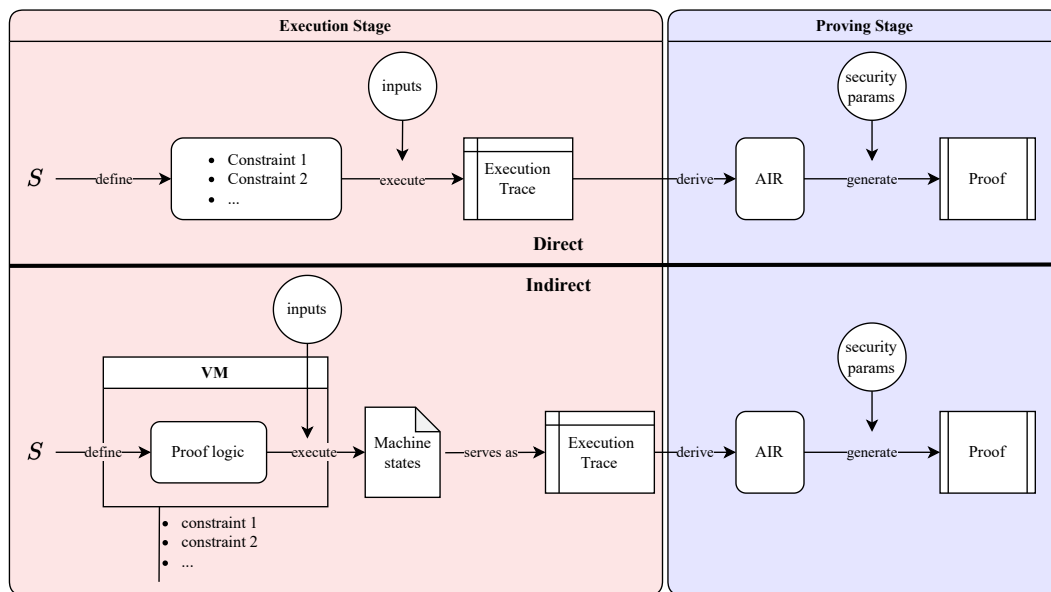 Execution Stage
Proving Stage
inputs
security
params
S
define
• Constraint 1
• Constraint 2
• ...
execute
Execution
Trace
derive
AIR
generate
Proof
Direct
Indirect
inputs
security
params
VM
S
define
Proof logic
execute
Machine
states
serves as
Execution
Trace
derive
AIR
generate
Proof
• constraint 1
• constraint 2
• ...